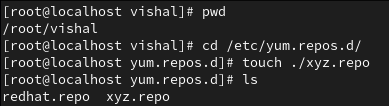 [root@localhost vishal]# pwd
/root/vishal
[root@localhost vishal]# cd /etc/yum.repos.d/
[root@localhost yum.repos.d]# touch ./xyz.repo
[root@localhost yum.repos.d]# ls
redhat.repo  xyz.repo